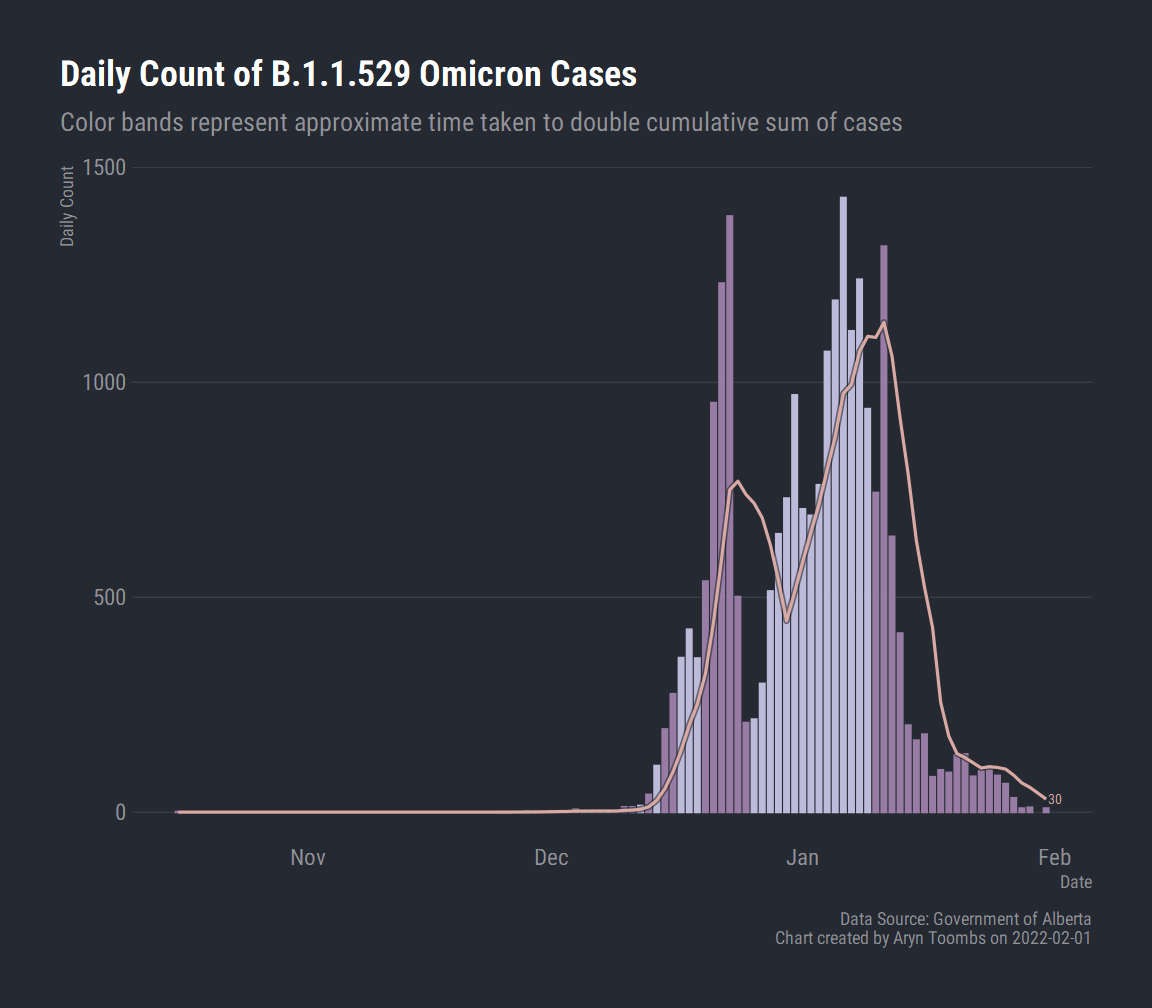 Daily Count of B.1.1.529 Omicron Cases
Color bands represent approximate time taken to double cumulative sum of cases
Daily Count
1500
1000
500
0
30
Nov Dec Jan Feb
Date
Data Source: Government of Alberta
Chart created by Aryn Toombs on 2022-02-01